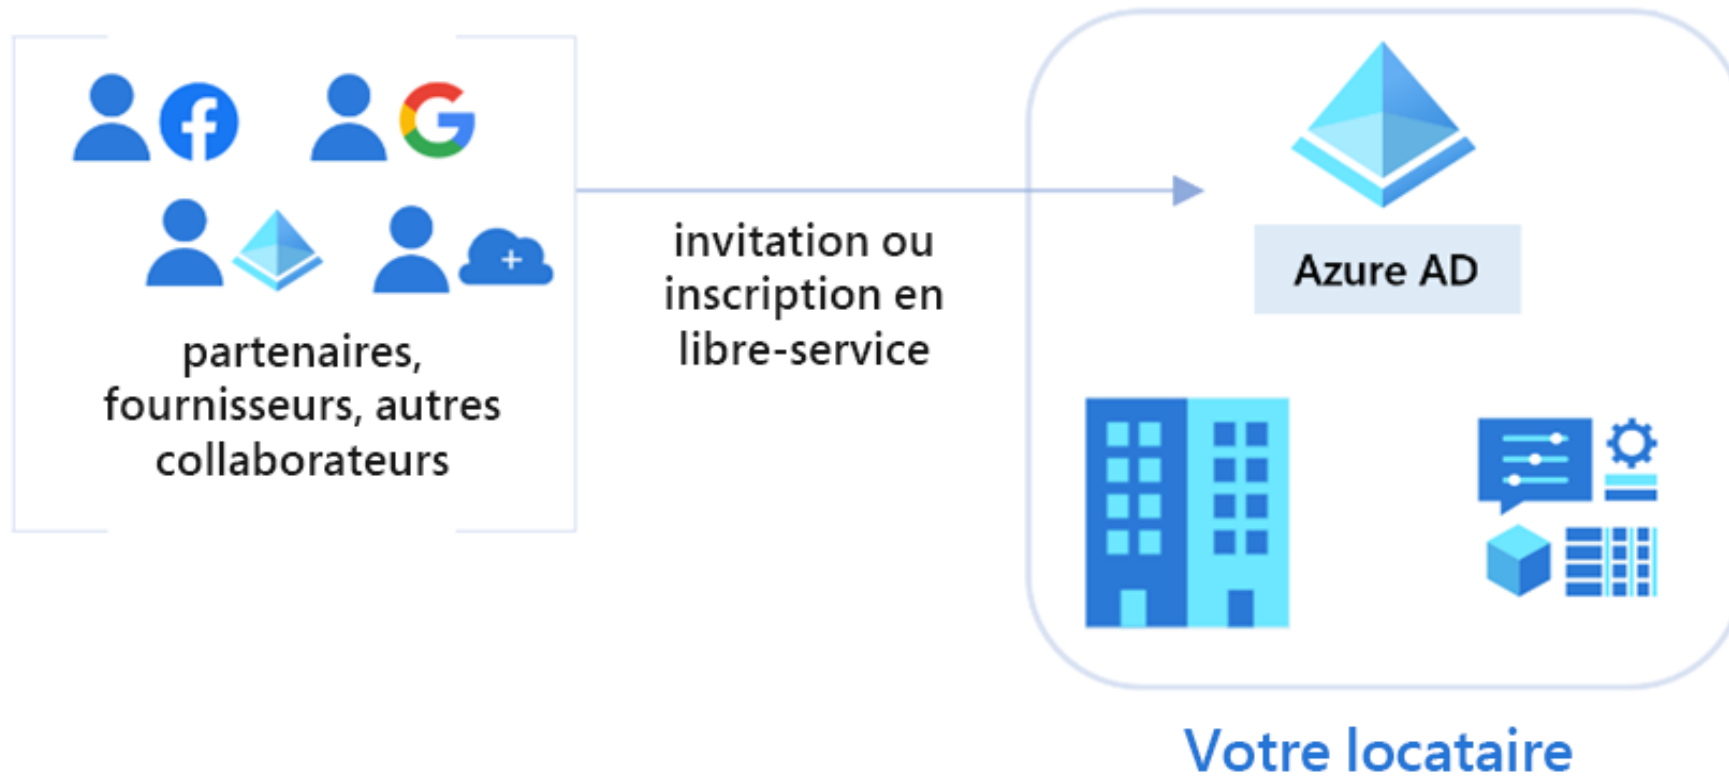 partenaires,
fournisseurs, autres
collaborateurs
invitation ou
inscription en
libre-service
Azure AD
Votre locataire